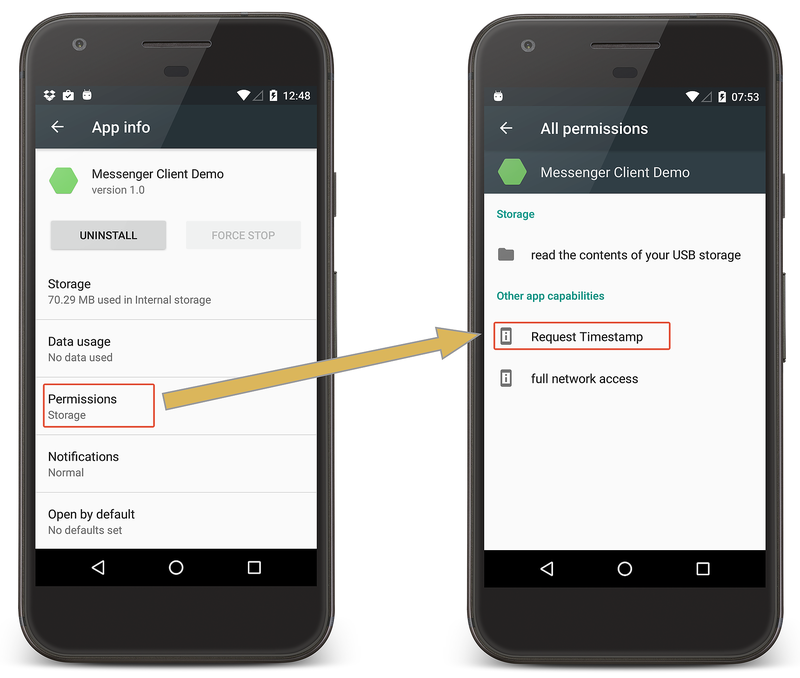 12:48
App info
Messenger Client Demo
version 1.0
UNINSTALL
FORCE STOP
Storage
70.29 MB used in Internal storage
Data usage
No data used
Permissions
Storage
Notifications
Normal
Open by default
No defaults set
07:53
All permissions
Messenger Client Demo
Storage
read the contents of your USB storage
Other app capabilities
Request Timestamp
full network access